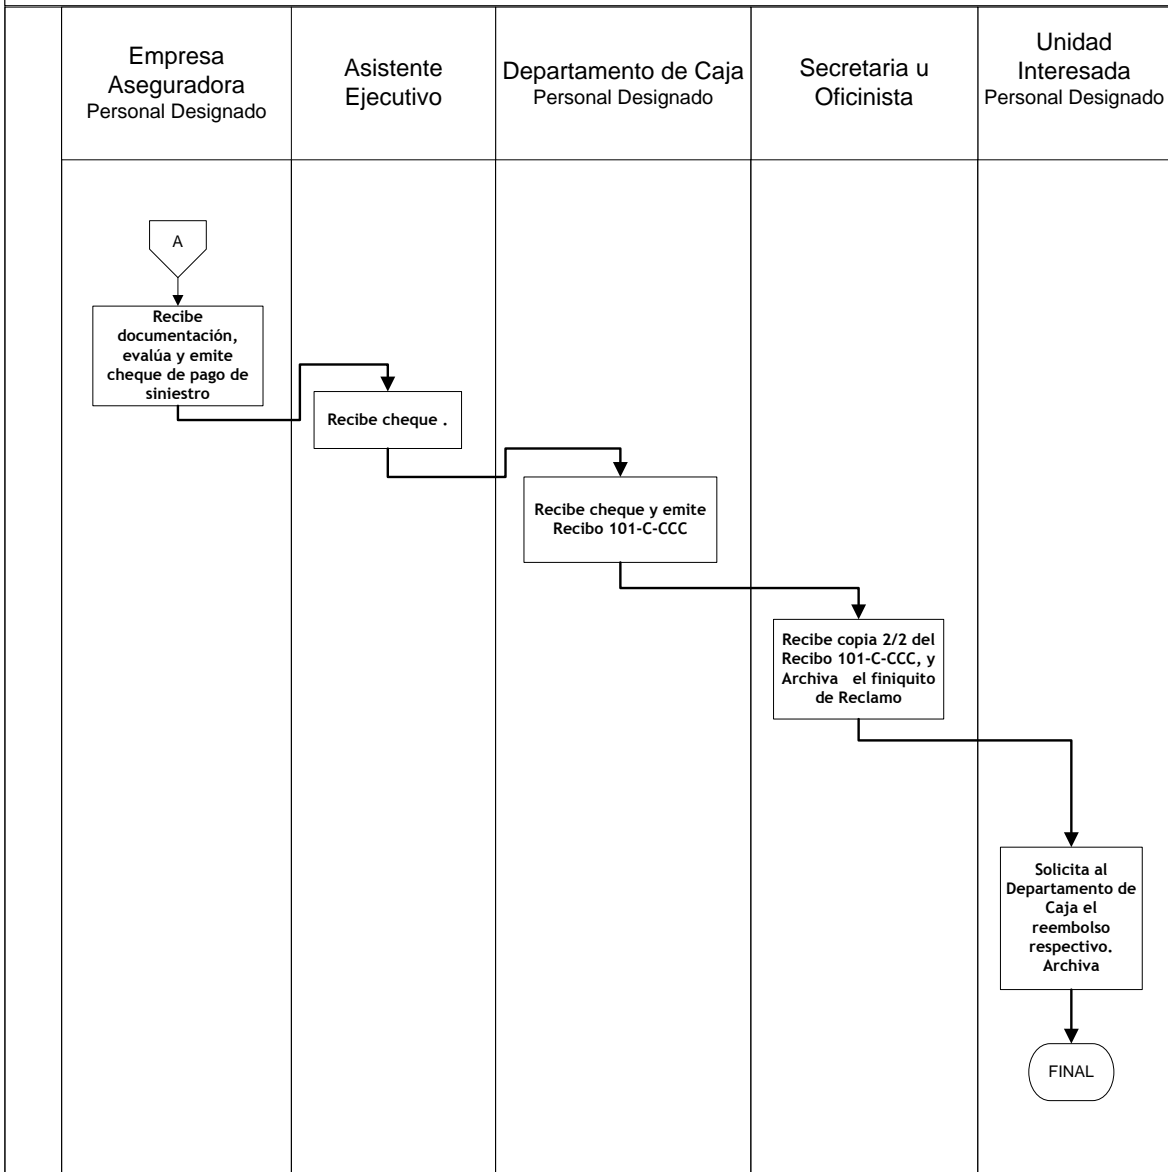 Empresa
Aseguradora
Personal Designado
Asistente
Ejecutivo
Departamento de Caja
Personal Designado
Secretaria u
Oficinista
Unidad
Interesada
Personal Designado
A
Recibe
documentación,
evalúa y emite
cheque de pago de
siniestro
Recibe cheque .
Recibe cheque y emite
Recibo 101-C-CCC
Recibe copia 2/2 del
Recibo 101-C-CCC, y
Archiva   el finiquito
de Reclamo
Solicita al
Departamento de
Caja el
reembolso
respectivo.
Archiva
FINAL